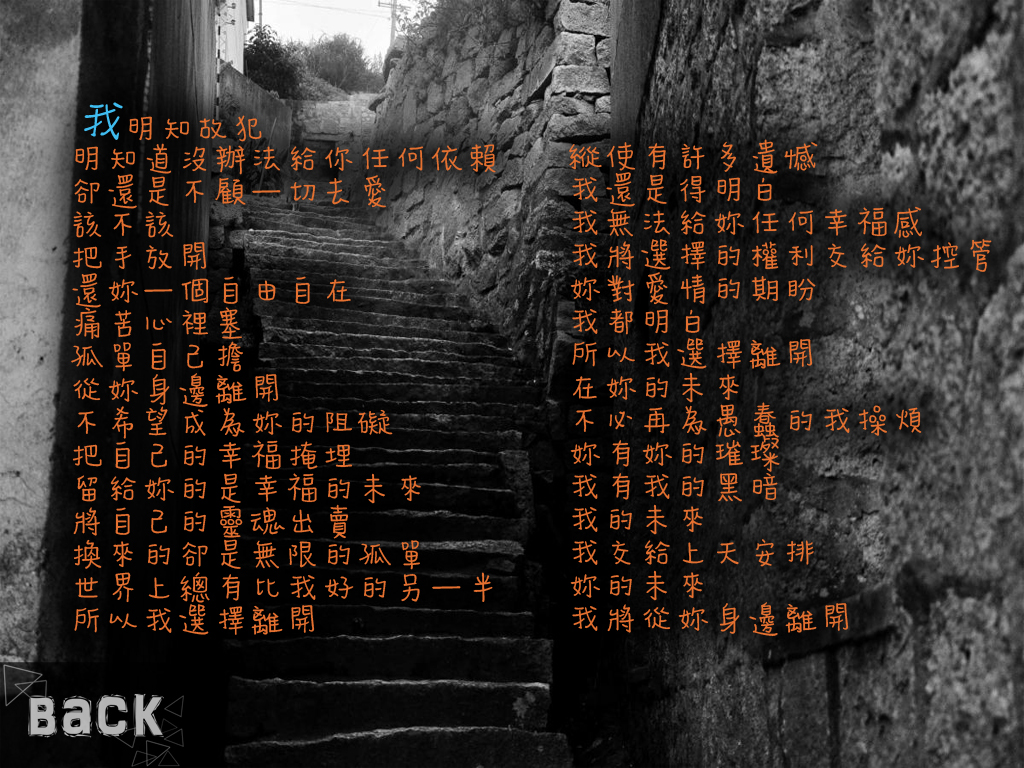 我明知故犯
明知道沒辦法給你任何依賴
卻還是不顧一切去愛
該不該
把手放開
還妳一個自由自在
痛苦心裡塞
孤單自己擔
從妳身邊離開
不希望成為妳的阻礙
把自己的幸福掩埋
留給妳的是幸福的未來
將自己的靈魂出賣
換來的卻是無限的孤單
世界上總有比我好的另一半
所以我選擇離開
縱使有許多遺憾
我還是得明白
我無法給妳任何幸福感
我將選擇的權利交給妳控管
妳對愛情的期盼
我都明白
所以我選擇離開
在妳的未來
不必再為愚蠢的我操煩
妳有妳的璀璨
我有我的黑暗
我的未來
我交給上天安排
妳的未來
我將從妳身邊離開
BACK